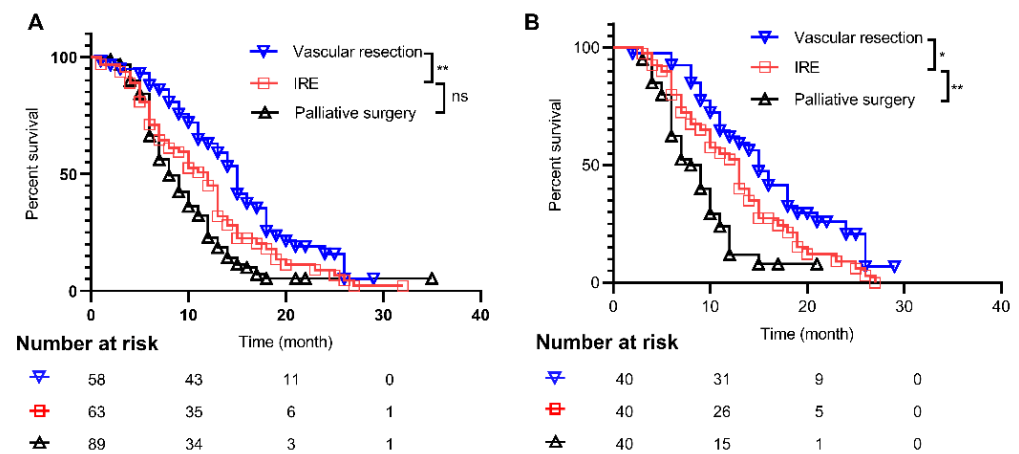 A
Percent survival
100
50
0
0 10 20 30 40
Time (month)
Vascular resection
IRE
Palliative surgery
**
ns
Number at risk
58 43 11 0
63 35 6 1
89 34 3 1
B
Percent survival
100
50
0
0 10 20 30 40
Time (month)
Vascular resection
IRE
Palliative surgery
*
**
Number at risk
40 31 9 0
40 26 5 0
40 15 1 0